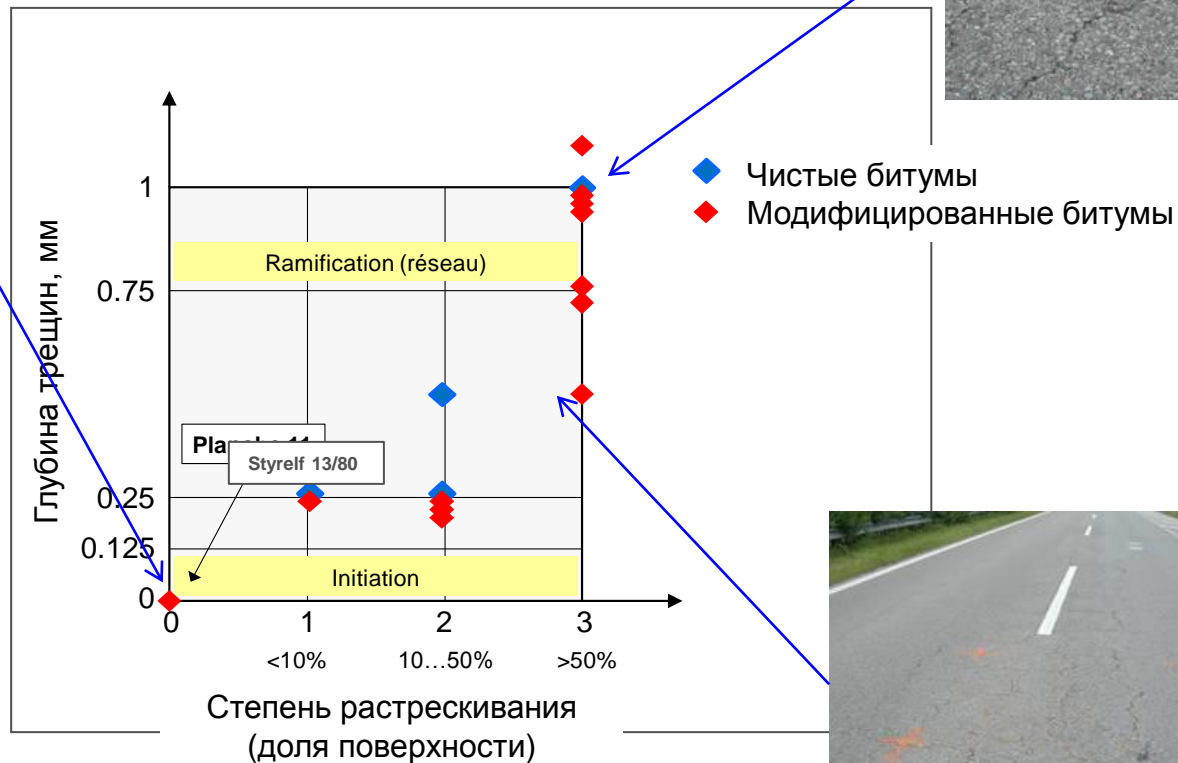 Чистые битумы
Модифицированные битумы
Глубина трещин, мм
1
0.75
0.25
0.125
0
Ramification (réseau)
Styrelf 13/80
Initiation
0
1
2
3
<10%
10…50%
>50%
Степень растрескивания
(доля поверхности)